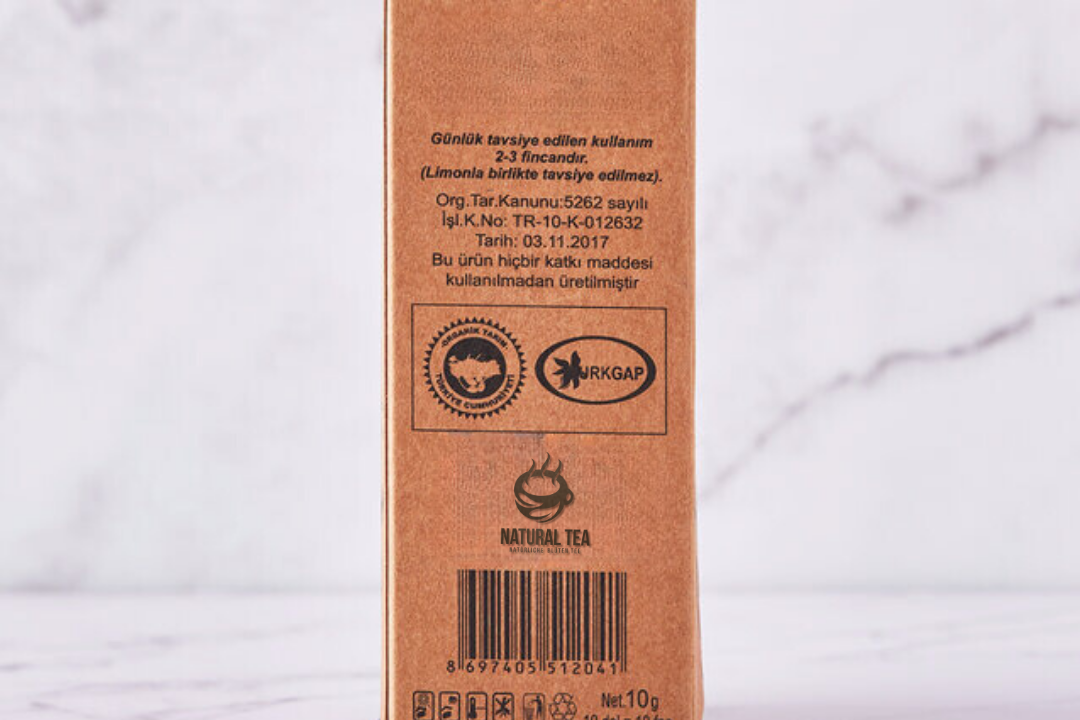 Günlük tavsiye edilen kullanım
2-3 fincandır.
(Limonla birlikte tavsiye edilmez).
Org.Tar.Kanunu:5262 sayılı
İşl.K.No: TR-10-K-012632
Tarih: 03.11.2017
Bu ürün hiçbir katkı maddesi
kullanılmadan üretilmiştir
ORGANİK TARIM
TÜRKİYE CUMHURİYETİ
URKGAP
NATURAL TEA
8 697405 512041
Net.10g